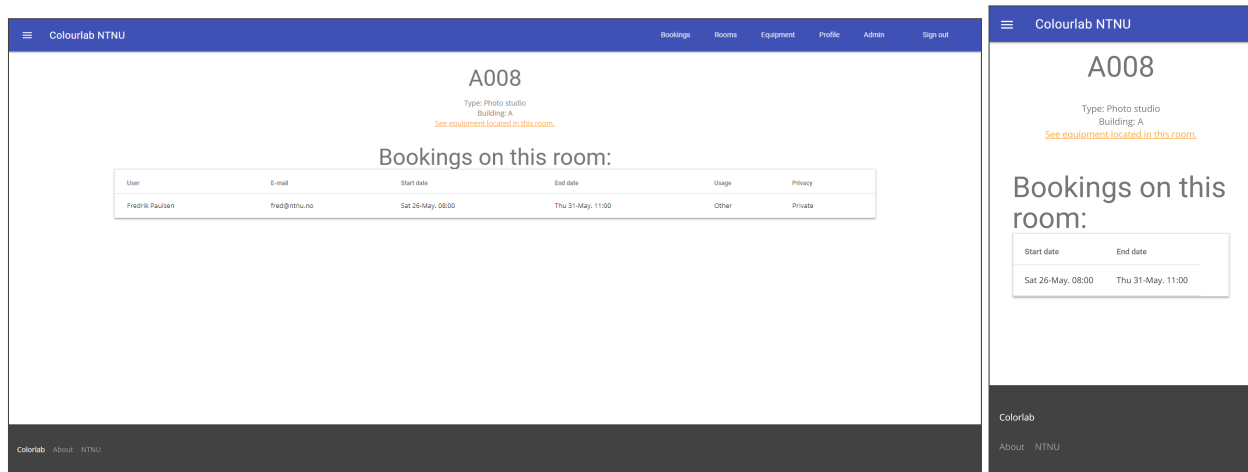 Colourlab NTNU Bookings Rooms Equipment Profile Admin Sign out
A008
Type: Photo studio
Building: A
See equipment located in this room.
Bookings on this room:
User E-mail Start date End date Usage Privacy
Fredrik Paulsen fred@ntnu.no Sat 26-May. 08:00 Thu 31-May. 11:00 Other Private
Colorlab About NTNU
Colourlab NTNU
A008
Type: Photo studio
Building: A
See equipment located in this room.
Bookings on this
room:
Start date End date
Sat 26-May. 08:00 Thu 31-May. 11:00
Colorlab
About NTNU